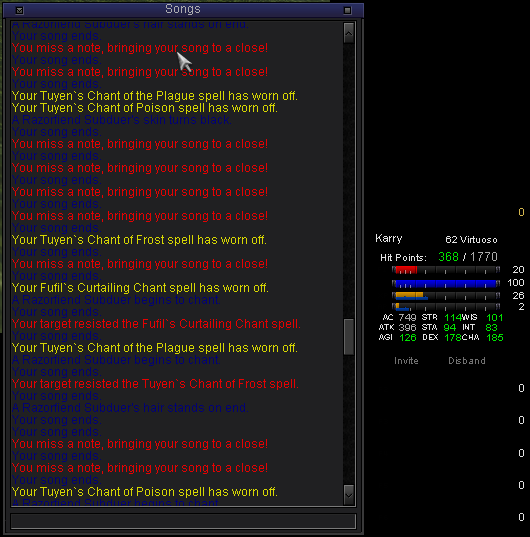 Songs
A Razorfiend Subduer's hair stands on end.
Your song ends.
You miss a note, bringing your song to a close!
Your song ends.
You miss a note, bringing your song to a close!
Your song ends.
Your Tuyen`s Chant of the Plague spell has worn off.
Your Tuyen`s Chant of Poison spell has worn off.
A Razorfiend Subduer's skin turns black.
Your song ends.
You miss a note, bringing your song to a close!
Your song ends.
You miss a note, bringing your song to a close!
Your song ends.
You miss a note, bringing your song to a close!
Your song ends.
You miss a note, bringing your song to a close!
Your song ends.
Your Tuyen`s Chant of Frost spell has worn off.
Your song ends.
You miss a note, bringing your song to a close!
Your song ends.
Your Fufil`s Curtailing Chant spell has worn off.
A Razorfiend Subduer begins to chant.
Your song ends.
Your target resisted the Fufil`s Curtailing Chant spell.
Your song ends.
Your Tuyen`s Chant of the Plague spell has worn off.
A Razorfiend Subduer begins to chant.
Your song ends.
Your target resisted the Tuyen`s Chant of Frost spell.
Your song ends.
A Razorfiend Subduer's hair stands on end.
Your song ends.
Your song ends.
You miss a note, bringing your song to a close!
Your song ends.
You miss a note, bringing your song to a close!
Your song ends.
Your Tuyen`s Chant of Poison spell has worn off.
A Razorfiend Subduer begins to chant.
0
Karry 62 Virtuoso
Hit Points: 368 / 1770
20
100
26
2
AC 749 STR 114 WIS 101
ATK 396 STA 94 INT 83
AGI 126 DEX 178 CHA 185
Invite Disband
0
0
0
0
0